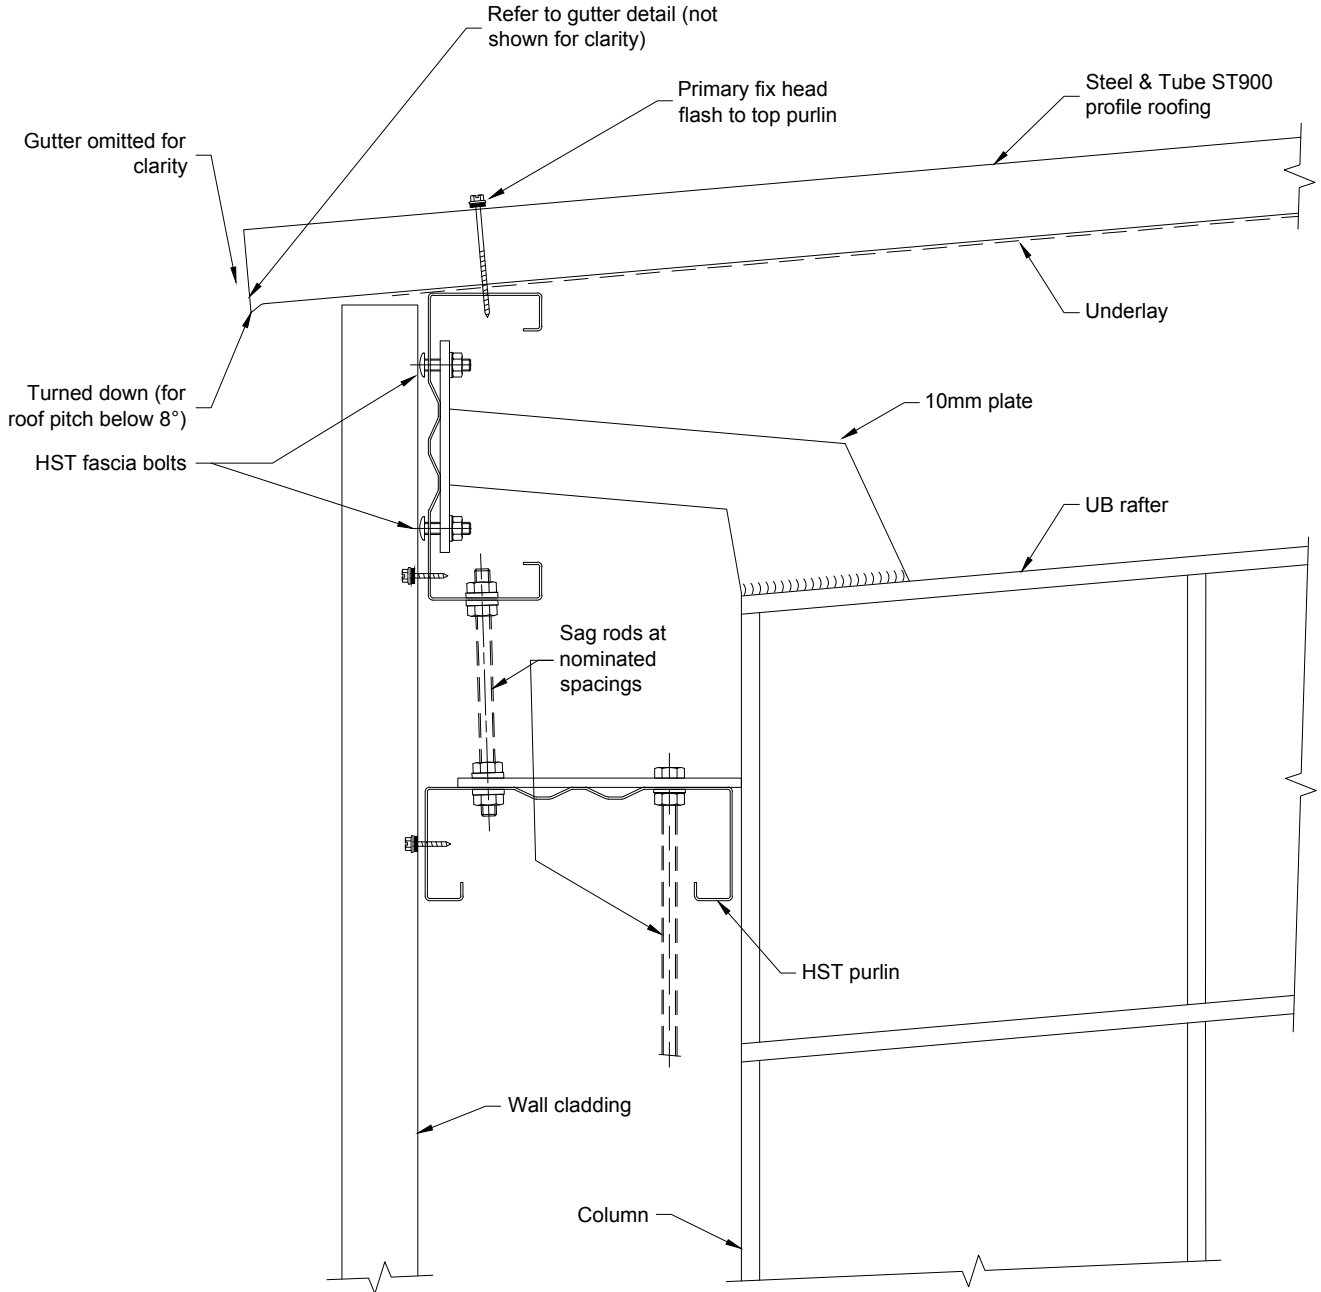 Refer to gutter detail (not
shown for clarity)
Primary fix head
flash to top purlin
Steel & Tube ST900
profile roofing
Gutter omitted for
clarity
Underlay
Turned down (for
roof pitch below 8°)
10mm plate
HST fascia bolts
UB rafter
Sag rods at
nominated
spacings
HST purlin
Wall cladding
Column